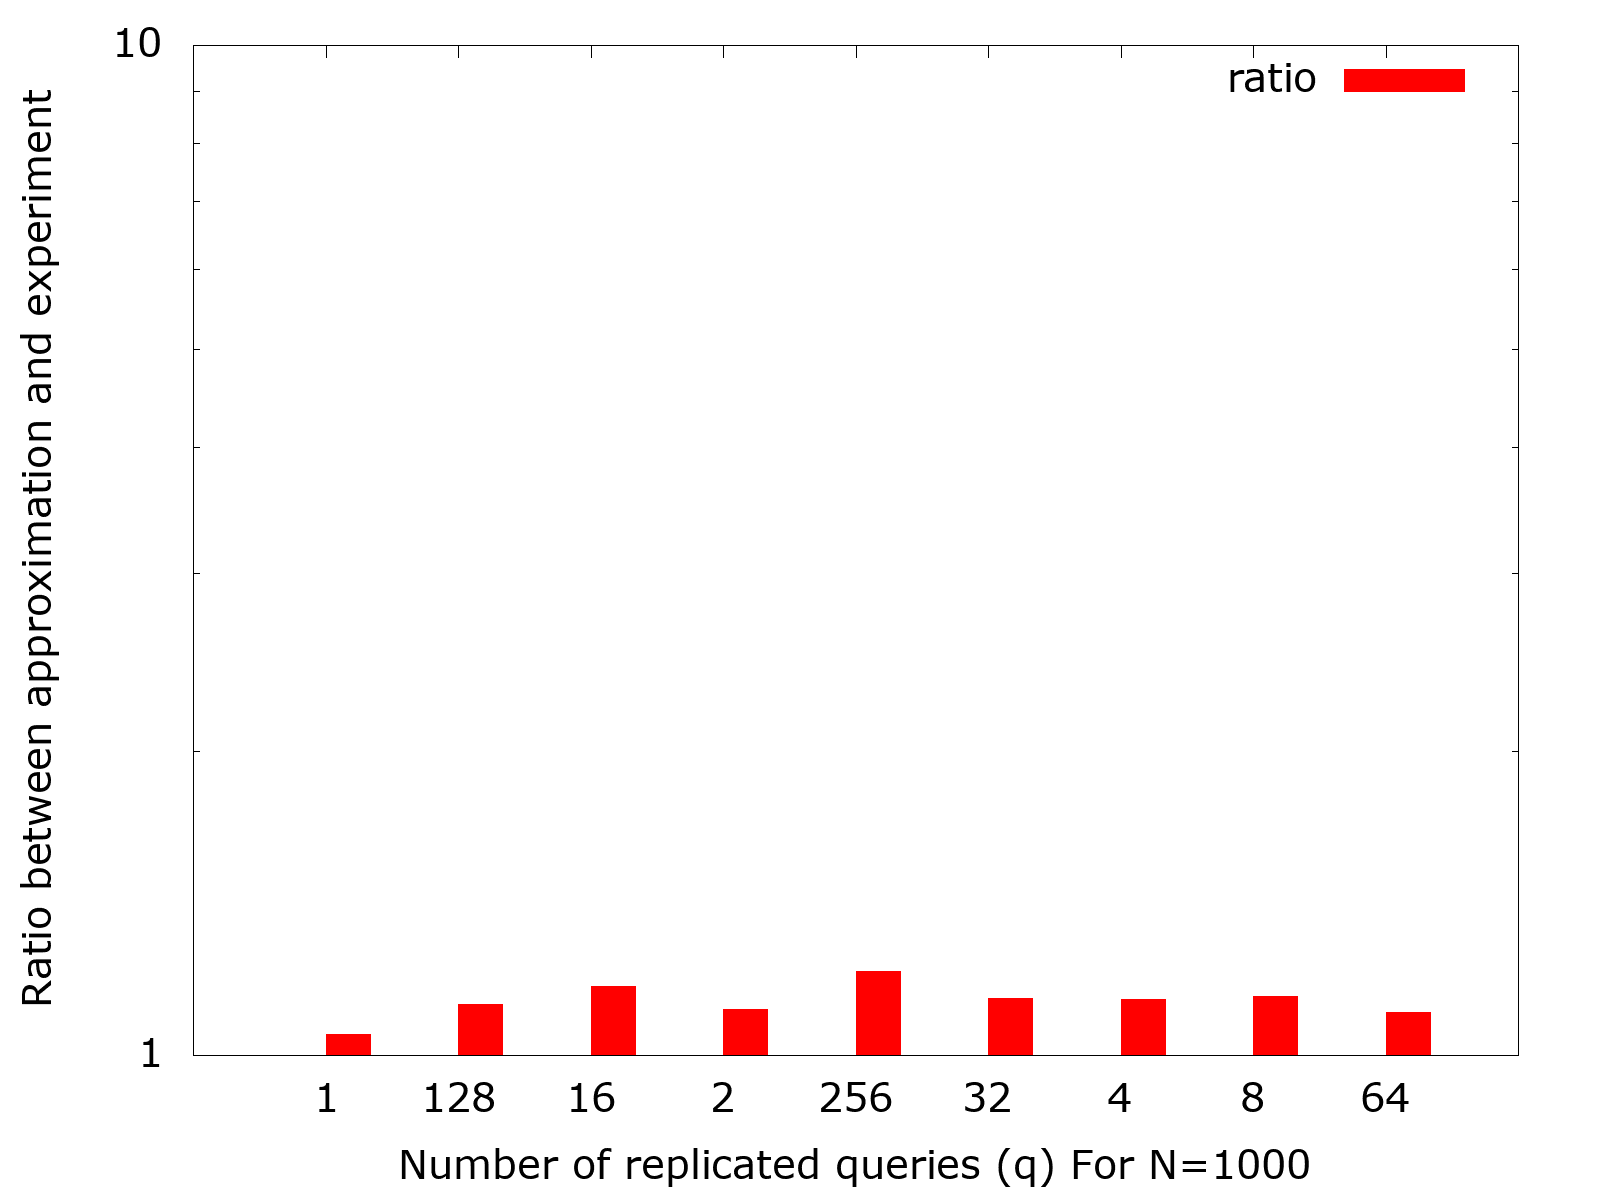 Ratio between approximation and experiment
10
1
ratio
1 128 16 2 256 32 4 8 64
Number of replicated queries (q) For N=1000